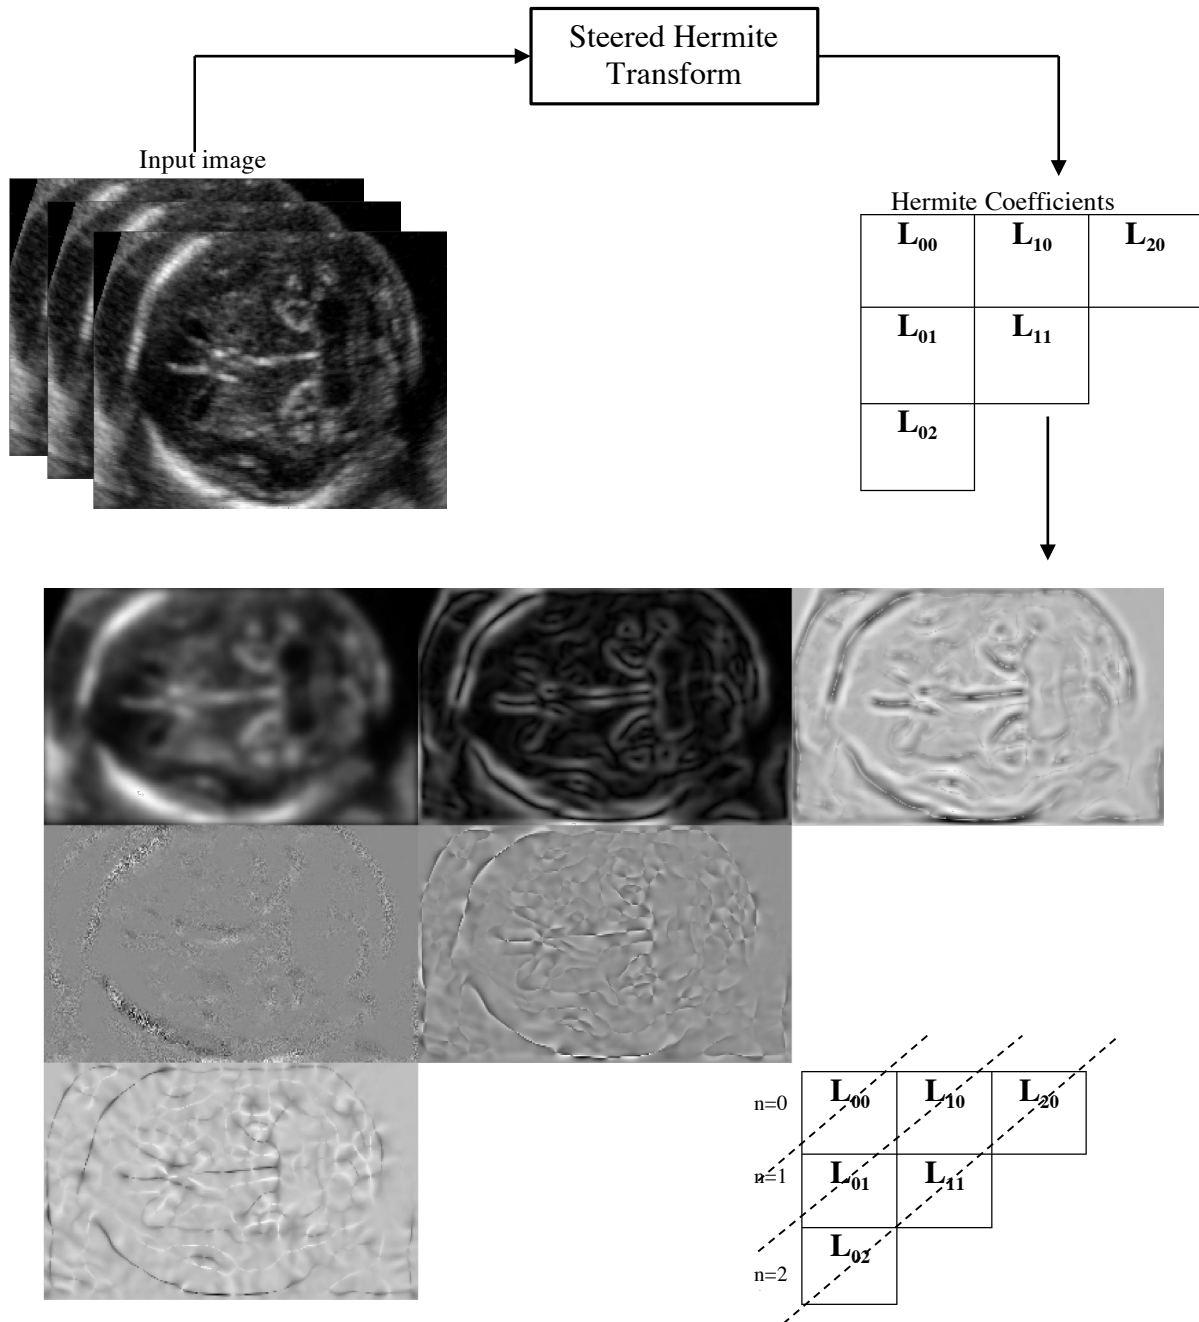 Steered Hermite
Transform
Input image
Hermite Coefficients
L00 L10 L20
L01 L11
L02
n=0 L00 L10 L20
n=1 L01 L11
n=2 L02